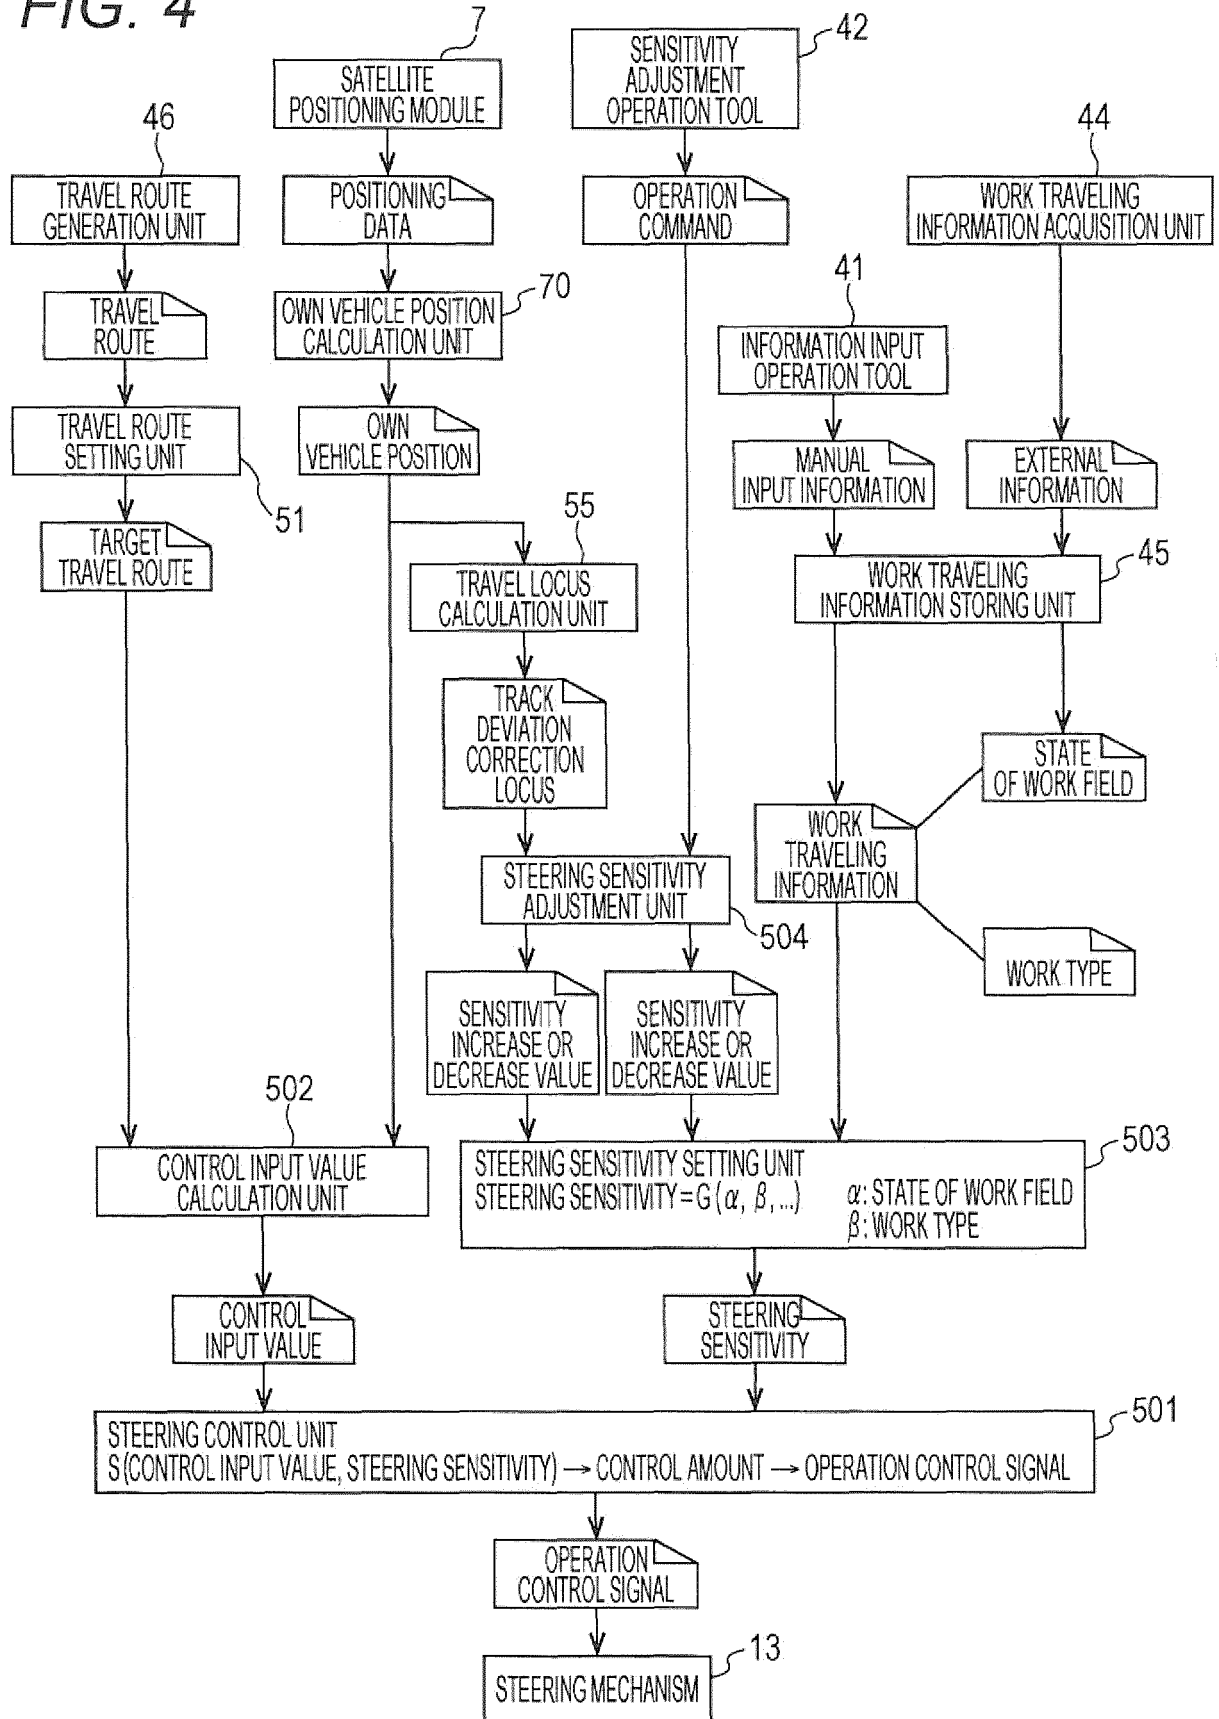 FIG. 4
7
SATELLITE
POSITIONING MODULE
42
SENSITIVITY
ADJUSTMENT
OPERATION TOOL
46
TRAVEL ROUTE
GENERATION UNIT
POSITIONING
DATA
OPERATION
COMMAND
44
WORK TRAVELING
INFORMATION ACQUISITION UNIT
TRAVEL
ROUTE
70
OWN VEHICLE POSITION
CALCULATION UNIT
41
INFORMATION INPUT
OPERATION TOOL
TRAVEL ROUTE
SETTING UNIT
51
OWN
VEHICLE POSITION
MANUAL
INPUT INFORMATION
EXTERNAL
INFORMATION
TARGET
TRAVEL ROUTE
55
TRAVEL LOCUS
CALCULATION UNIT
45
WORK TRAVELING
INFORMATION STORING UNIT
TRACK
DEVIATION
CORRECTION
LOCUS
STATE
OF WORK FIELD
WORK
TRAVELING
INFORMATION
STEERING SENSITIVITY
ADJUSTMENT UNIT
504
WORK TYPE
SENSITIVITY
INCREASE OR
DECREASE VALUE
SENSITIVITY
INCREASE OR
DECREASE VALUE
502
CONTROL INPUT VALUE
CALCULATION UNIT
503
STEERING SENSITIVITY SETTING UNIT
STEERING SENSITIVITY=G(α, β,...)
α: STATE OF WORK FIELD
β: WORK TYPE
CONTROL
INPUT VALUE
STEERING
SENSITIVITY
501
STEERING CONTROL UNIT
S(CONTROL INPUT VALUE, STEERING SENSITIVITY)→CONTROL AMOUNT→OPERATION CONTROL SIGNAL
OPERATION
CONTROL SIGNAL
13
STEERING MECHANISM